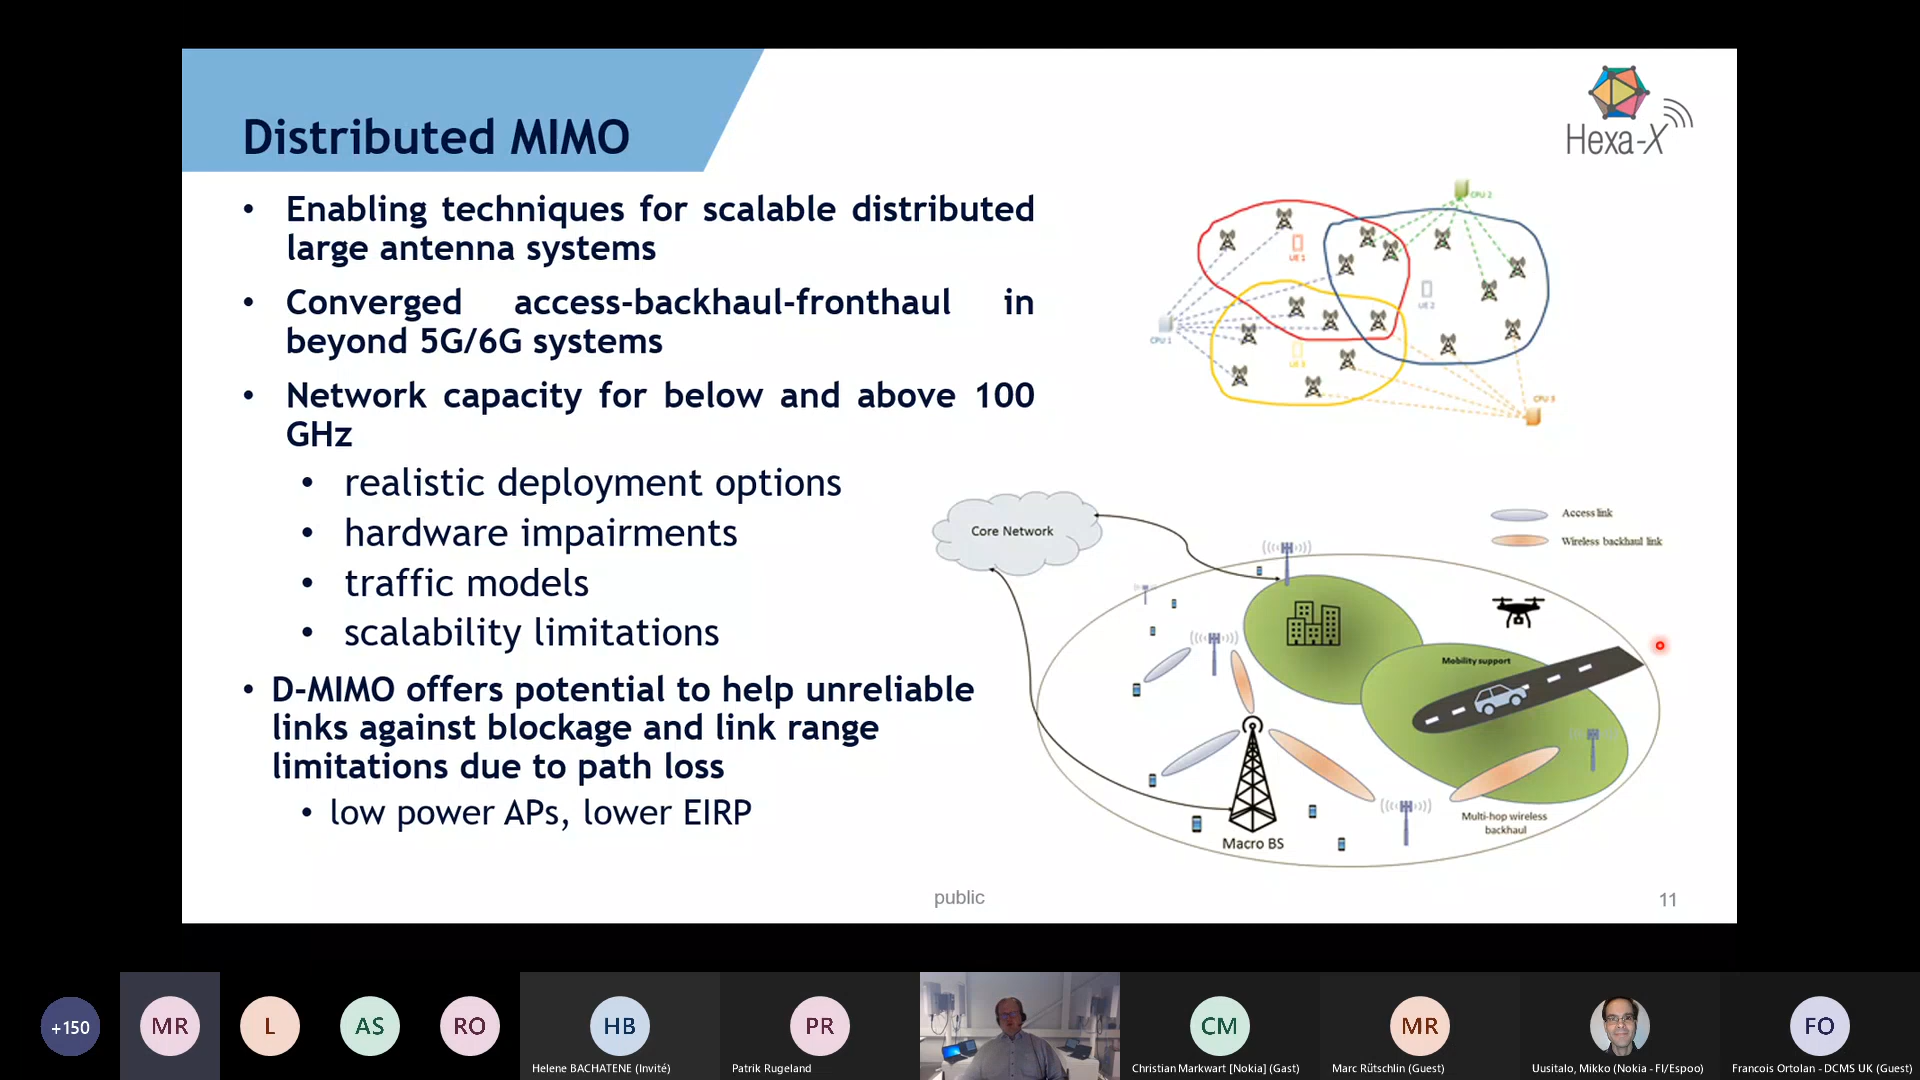 Distributed MIMO
Hexa-X
• Enabling techniques for scalable distributed
large antenna systems
• Converged access-backhaul-fronthaul in
beyond 5G/6G systems
• Network capacity for below and above 100
GHz
• realistic deployment options
• hardware impairments
• traffic models
• scalability limitations
• D-MIMO offers potential to help unreliable
links against blockage and link range
limitations due to path loss
• low power APs, lower EIRP
CPU 2
UE 1
UE 2
CPU 1
UE 3
CPU 3
Core Network
Access link
Wireless backhaul link
Mobility support
Multi-hop wireless
backhaul
Macro BS
public
11
+150
MR
L
AS
RO
HB
Helene BACHATENE (Invité)
PR
Patrik Rugeland
CM
Christian Markwart [Nokia] (Gast)
MR
Marc Rütschlin (Guest)
Uusitalo, Mikko (Nokia - FI/Espoo)
FO
Francois Ortolan - DCMS UK (Guest)